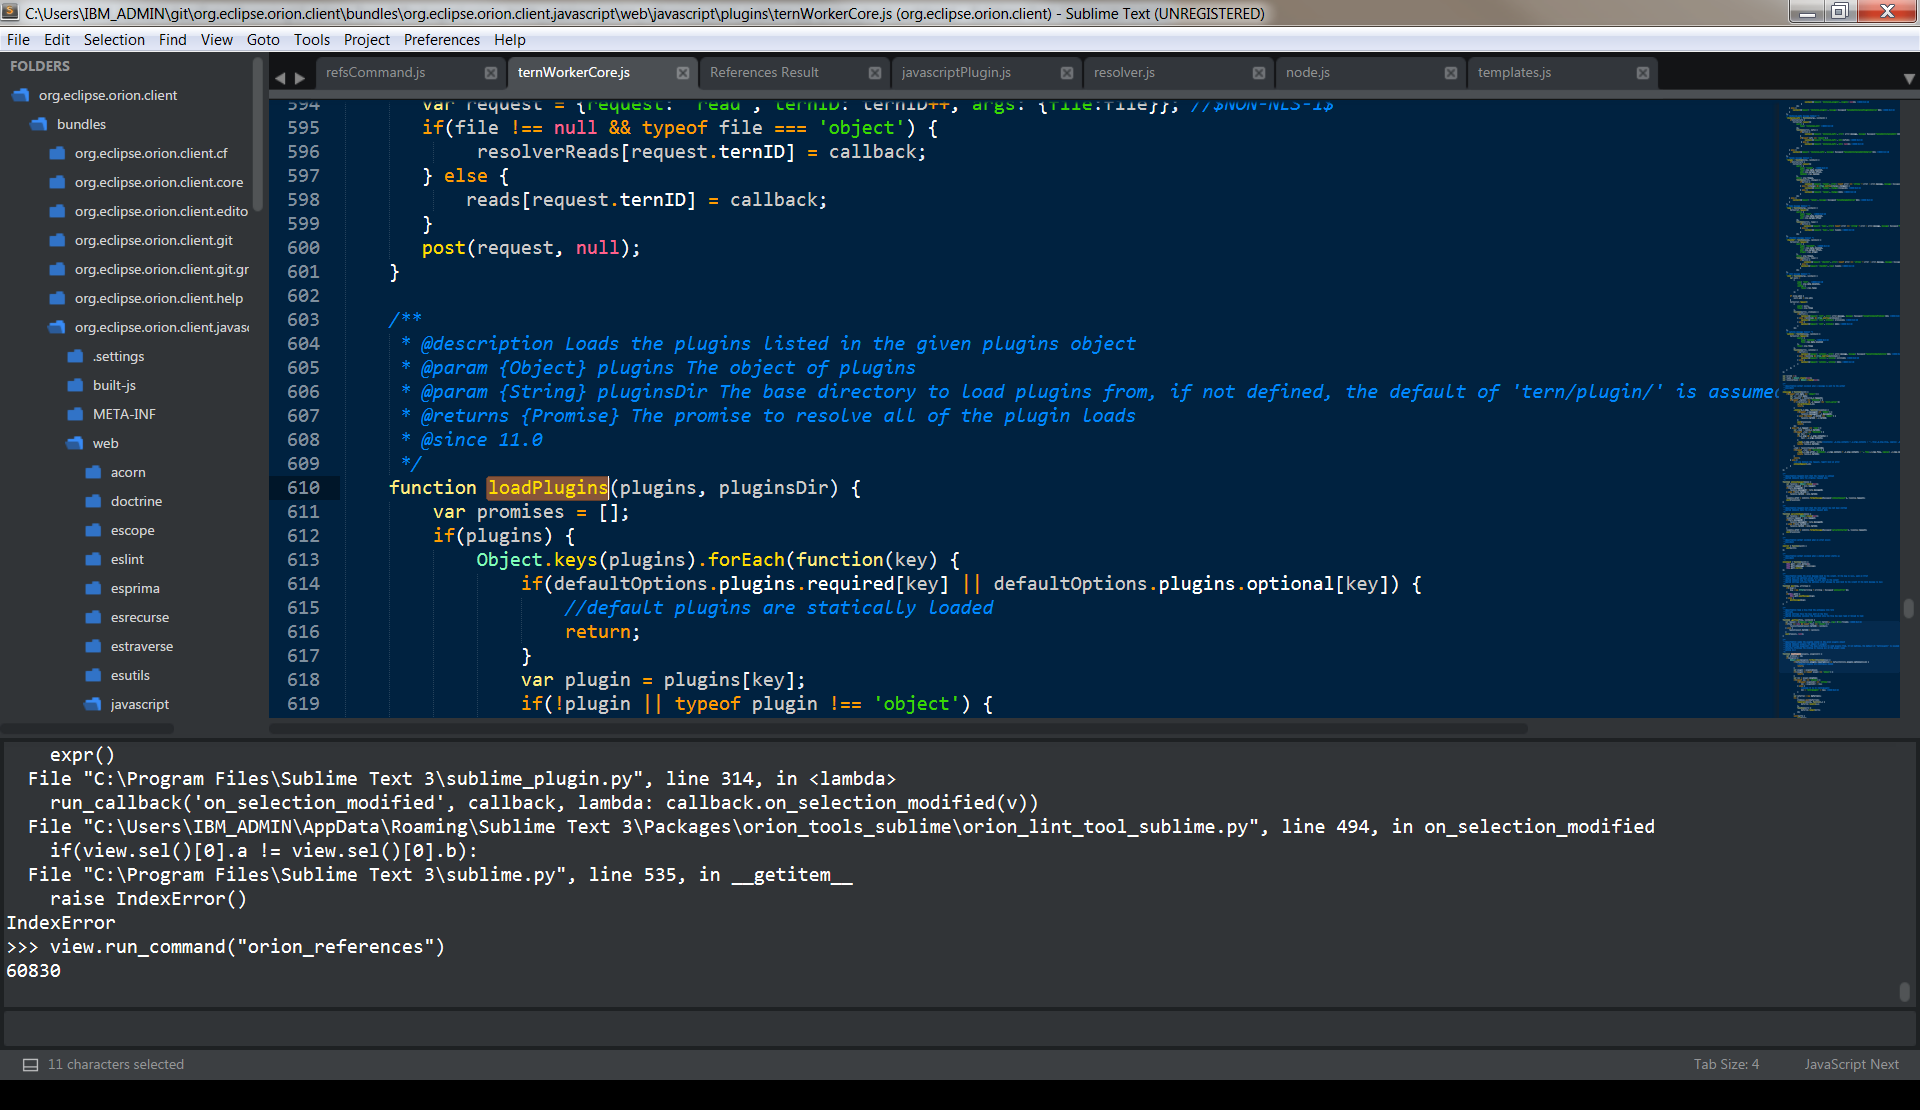 C:\Users\IBM_ADMIN\git\org.eclipse.orion.client\bundles\org.eclipse.orion.client.javascript\web\javascript\plugins\ternWorkerCore.js (org.eclipse.orion.client) - Sublime Text (UNREGISTERED)
File Edit Selection Find View Goto Tools Project Preferences Help
FOLDERS
org.eclipse.orion.client
bundles
org.eclipse.orion.client.cf
org.eclipse.orion.client.core
org.eclipse.orion.client.edito
org.eclipse.orion.client.git
org.eclipse.orion.client.git.gr
org.eclipse.orion.client.help
org.eclipse.orion.client.javas
.settings
built-js
META-INF
web
acorn
doctrine
escope
eslint
esprima
esrecurse
estraverse
esutils
javascript
refsCommand.js ternWorkerCore.js References Result javascriptPlugin.js resolver.js node.js templates.js
594 var request = {request: 'read', ternID: ternID++, args: {file:file}}; //$NON-NLS-1$
595 if(file !== null && typeof file === 'object') {
596 resolverReads[request.ternID] = callback;
597 } else {
598 reads[request.ternID] = callback;
599 }
600 post(request, null);
601 }
602
603 /**
604 * @description Loads the plugins listed in the given plugins object
605 * @param {Object} plugins The object of plugins
606 * @param {String} pluginsDir The base directory to load plugins from, if not defined, the default of 'tern/plugin/' is assumed
607 * @returns {Promise} The promise to resolve all of the plugin loads
608 * @since 11.0
609 */
610 function loadPlugins(plugins, pluginsDir) {
611 var promises = [];
612 if(plugins) {
613 Object.keys(plugins).forEach(function(key) {
614 if(defaultOptions.plugins.required[key] || defaultOptions.plugins.optional[key]) {
615 //default plugins are statically loaded
616 return;
617 }
618 var plugin = plugins[key];
619 if(!plugin || typeof plugin !== 'object') {
expr()
File "C:\Program Files\Sublime Text 3\sublime_plugin.py", line 314, in <lambda>
run_callback('on_selection_modified', callback, lambda: callback.on_selection_modified(v))
File "C:\Users\IBM_ADMIN\AppData\Roaming\Sublime Text 3\Packages\orion_tools_sublime\orion_lint_tool_sublime.py", line 494, in on_selection_modified
if(view.sel()[0].a != view.sel()[0].b):
File "C:\Program Files\Sublime Text 3\sublime.py", line 535, in __getitem__
raise IndexError()
IndexError
>>> view.run_command("orion_references")
60830
11 characters selected Tab Size: 4 JavaScript Next